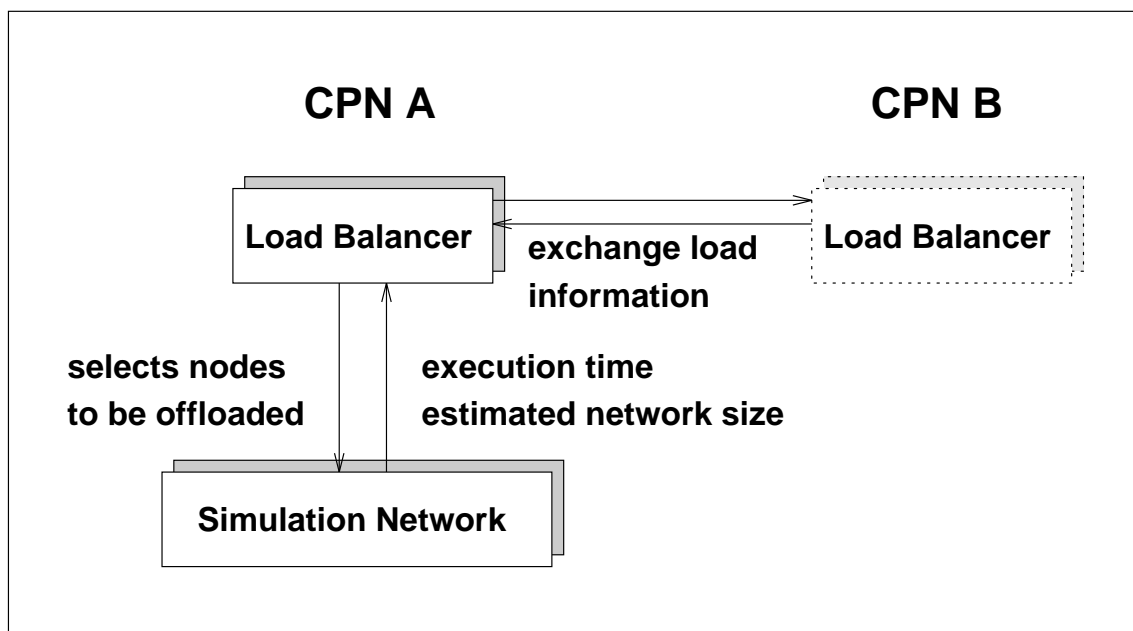 CPN A
CPN B
Load Balancer
Load Balancer
exchange load
information
selects nodes
to be offloaded
execution time
estimated network size
Simulation Network